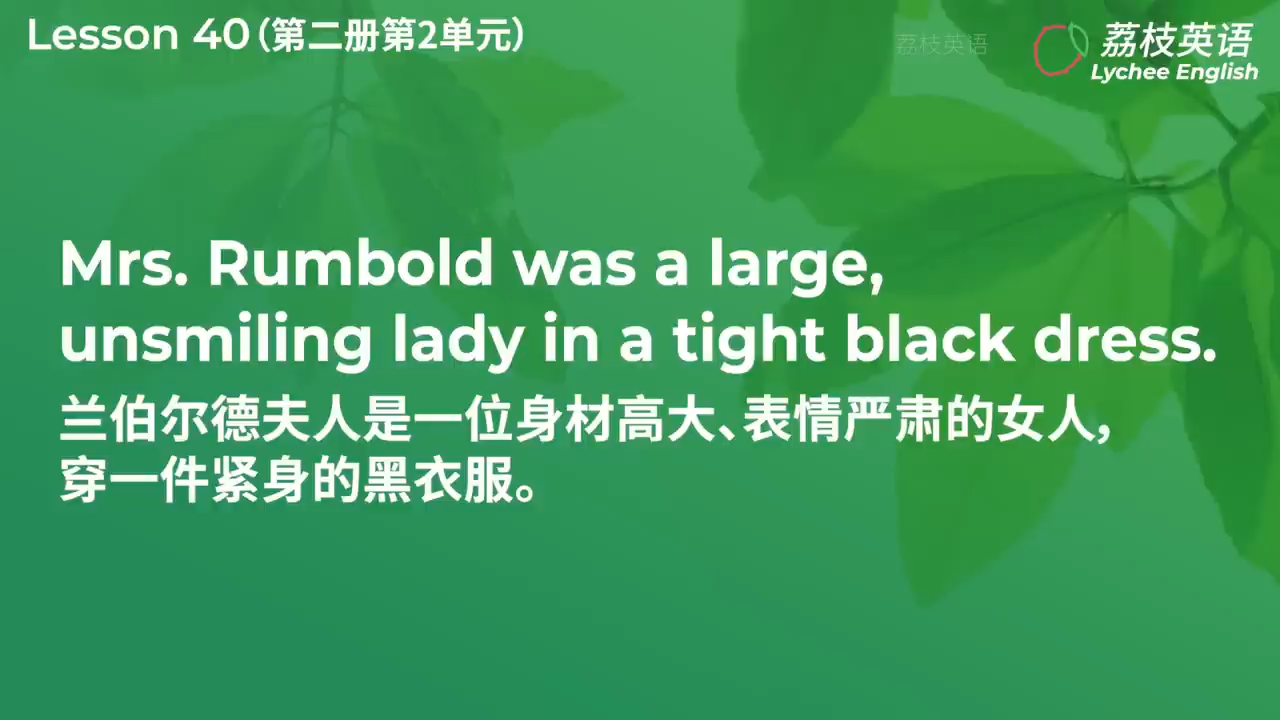 Lesson 40（第二册第2单元）
荔枝英语
荔枝英语
Lychee English
Mrs. Rumbold was a large,
unsmiling lady in a tight black dress.
兰伯尔德夫人是一位身材高大、表情严肃的女人，
穿一件紧身的黑衣服。